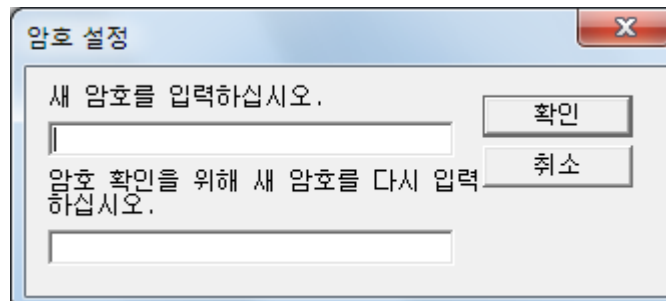 암호 설정
새 암호를 입력하십시오.
확인
암호 확인을 위해 새 암호를 다시 입력
하십시오.
취소